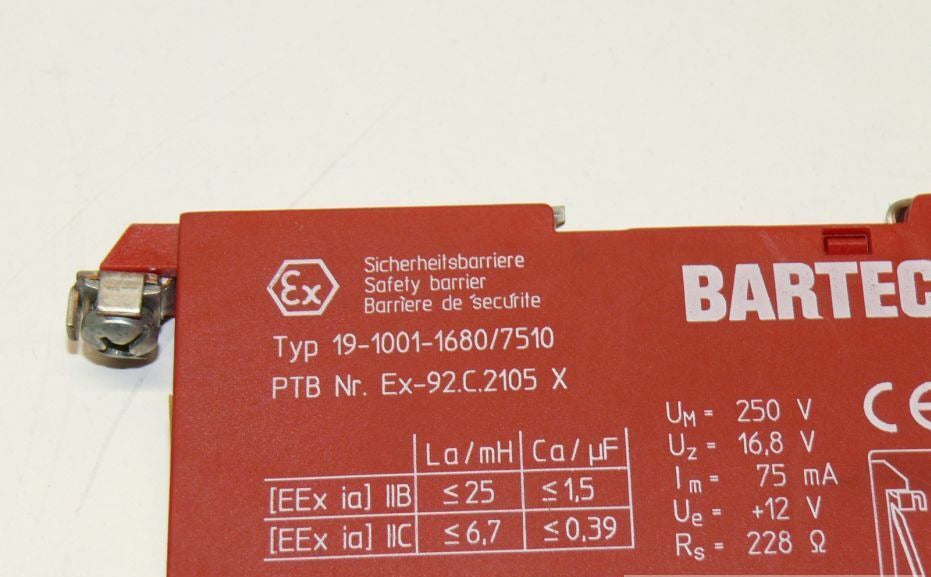 Ex
Sicherheitsbarriere
Safety barrier
Barrière de sećurite
BARTEC
Typ 19-1001-1680/7510
PTB Nr. Ex-92.C.2105 X
CE
La/mH Ca/µF
[EEx ia] IIB ≤25 ≤1,5
[EEx ia] IIC ≤6,7 ≤0,39
UM = 250 V
Uz = 16,8 V
Im = 75 mA
Ue = +12 V
Rs = 228 Ω